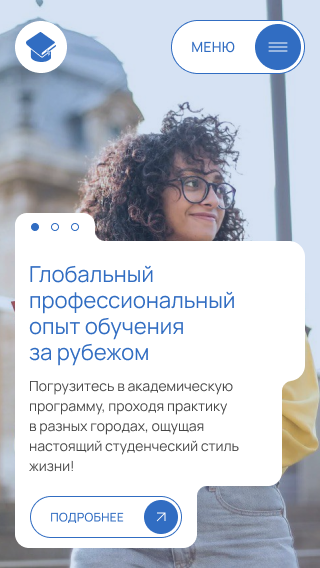 МЕНЮ
Глобальный
профессиональный
опыт обучения
за рубежом
Погрузитесь в академическую
программу, проходя практику
в разных городах, ощущая
настоящий студенческий стиль
жизни!
ПОДРОБНЕЕ